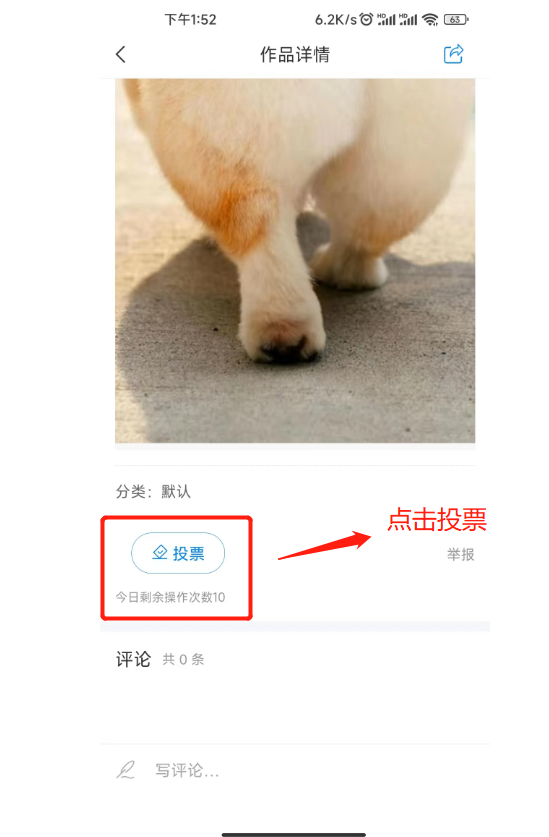 下午1:52
6.2K/s HD HD 63
作品详情
分类：默认
点击投票
投票
举报
今日剩余操作次数10
评论 共 0 条
写评论...